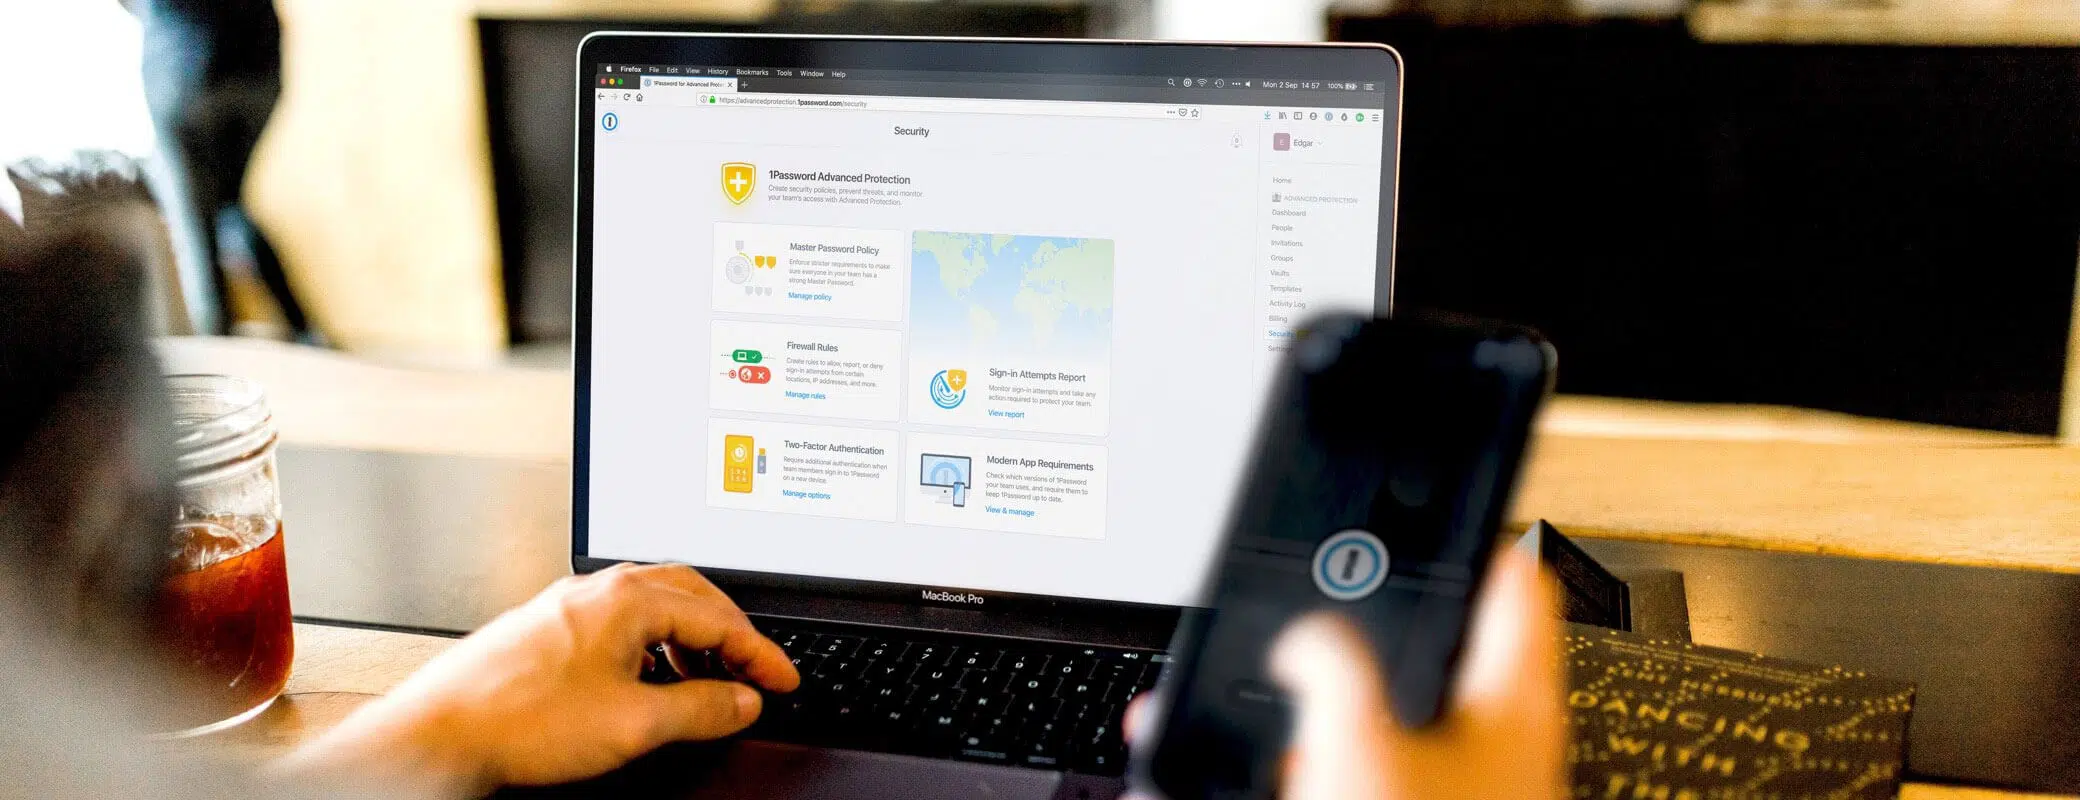 Firefox File Edit View History Bookmarks Tools Window Help
Mon 2 Sep 14 57 100%
1Password for Advanced Protec
https://advancedprotection.1password.com/security
Security
E Edgar
1Password Advanced Protection
Create security policies, prevent threats, and monitor
your team's access with Advanced Protection.
Master Password Policy
Enforce stricter requirements to make
sure everyone in your team has a
strong Master Password.
Manage policy
Firewall Rules
Create rules to allow, report, or deny
sign-in attempts from certain
locations, IP addresses, and more.
Manage rules
Two-Factor Authentication
Require additional authentication when
team members sign in to 1Password
on a new device.
Manage options
Sign-in Attempts Report
Monitor sign-in attempts and take any
action required to protect your team.
View report
Modern App Requirements
Check which versions of 1Password
your team uses, and require them to
keep 1Password up to date.
View & manage
Home
ADVANCED PROTECTION
Dashboard
People
Invitations
Groups
Vaults
Templates
Activity Log
Billing
Security
MacBook Pro
DANCING
WITH